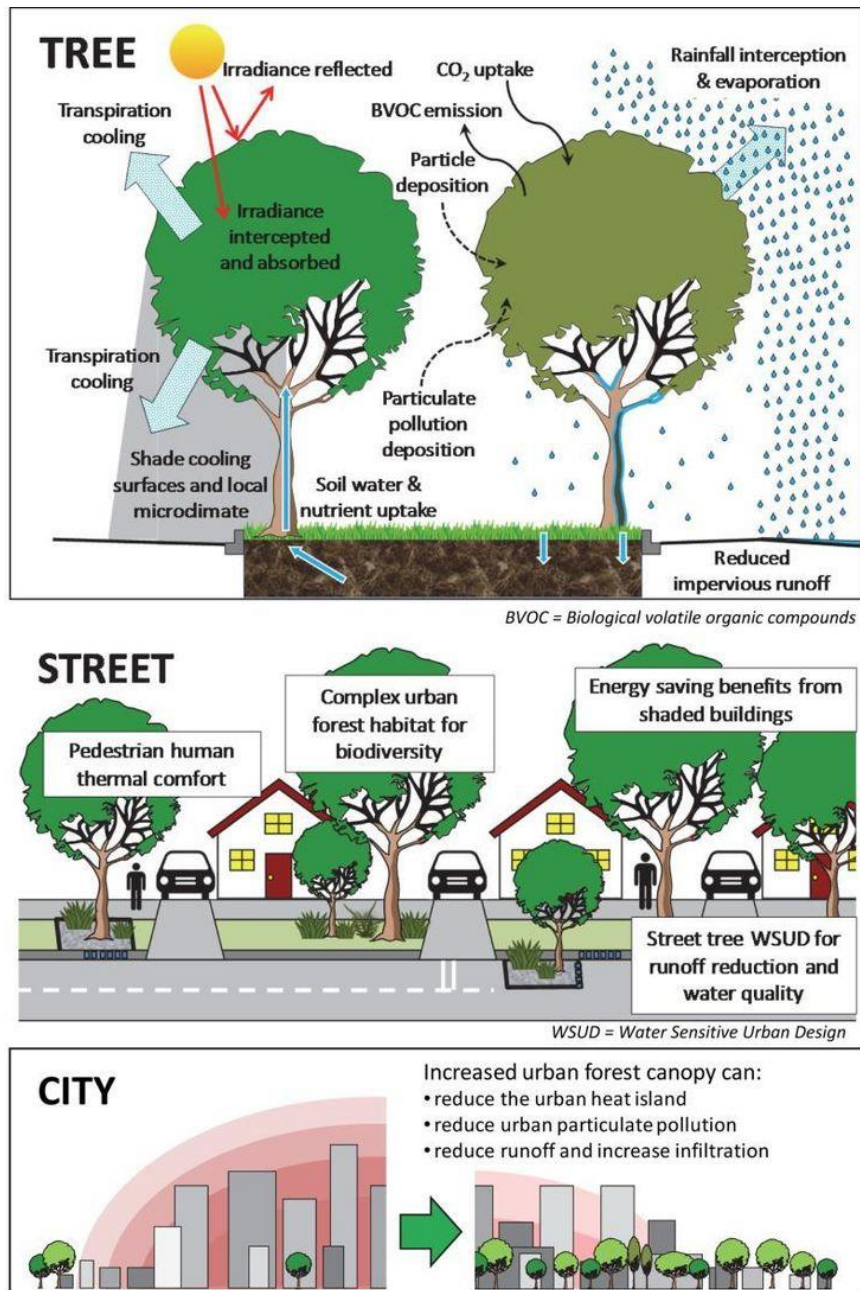 TREE
Irradiance reflected
Transpiration
cooling
Irradiance
intercepted
and absorbed
Transpiration
cooling
Shade cooling
surfaces and local
microclimate
Soil water &
nutrient uptake
CO₂ uptake
BVOC emission
Particle
deposition
Particulate
pollution
deposition
Rainfall interception
& evaporation
Reduced
impervious runoff
BVOC = Biological volatile organic compounds
STREET
Pedestrian human
thermal comfort
Complex urban
forest habitat for
biodiversity
Energy saving benefits from
shaded buildings
Street tree WSUD for
runoff reduction and
water quality
WSUD = Water Sensitive Urban Design
CITY
Increased urban forest canopy can:
• reduce the urban heat island
• reduce urban particulate pollution
• reduce runoff and increase infiltration